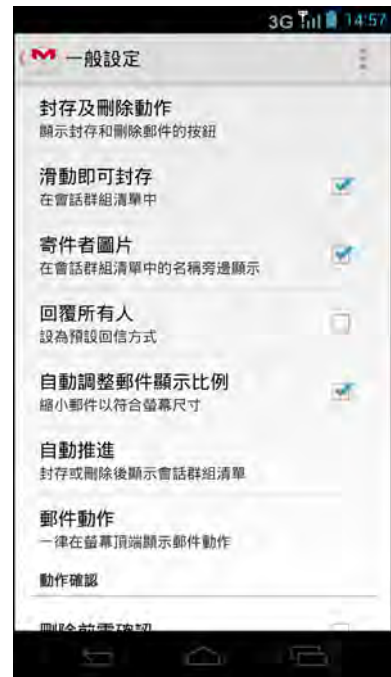 3G 14:57
一般設定
封存及刪除動作
顯示封存和刪除郵件的按鈕
滑動即可封存
在會話群組清單中
寄件者圖片
在會話群組清單中的名稱旁邊顯示
回覆所有人
設為預設回信方式
自動調整郵件顯示比例
縮小郵件以符合螢幕尺寸
自動推進
封存或刪除後顯示會話群組清單
郵件動作
一律在螢幕頂端顯示郵件動作
動作確認
刪除前需確認